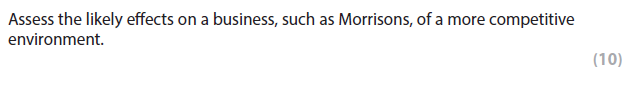 Assess the likely effects on a business, such as Morrisons, of a more competitive
environment.
(10)